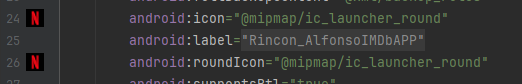 24 android:icon="@mipmap/ic_launcher_round"
25 android:label="Rincon_AlfonsoIMDbAPP"
26 android:roundIcon="@mipmap/ic_launcher_round"